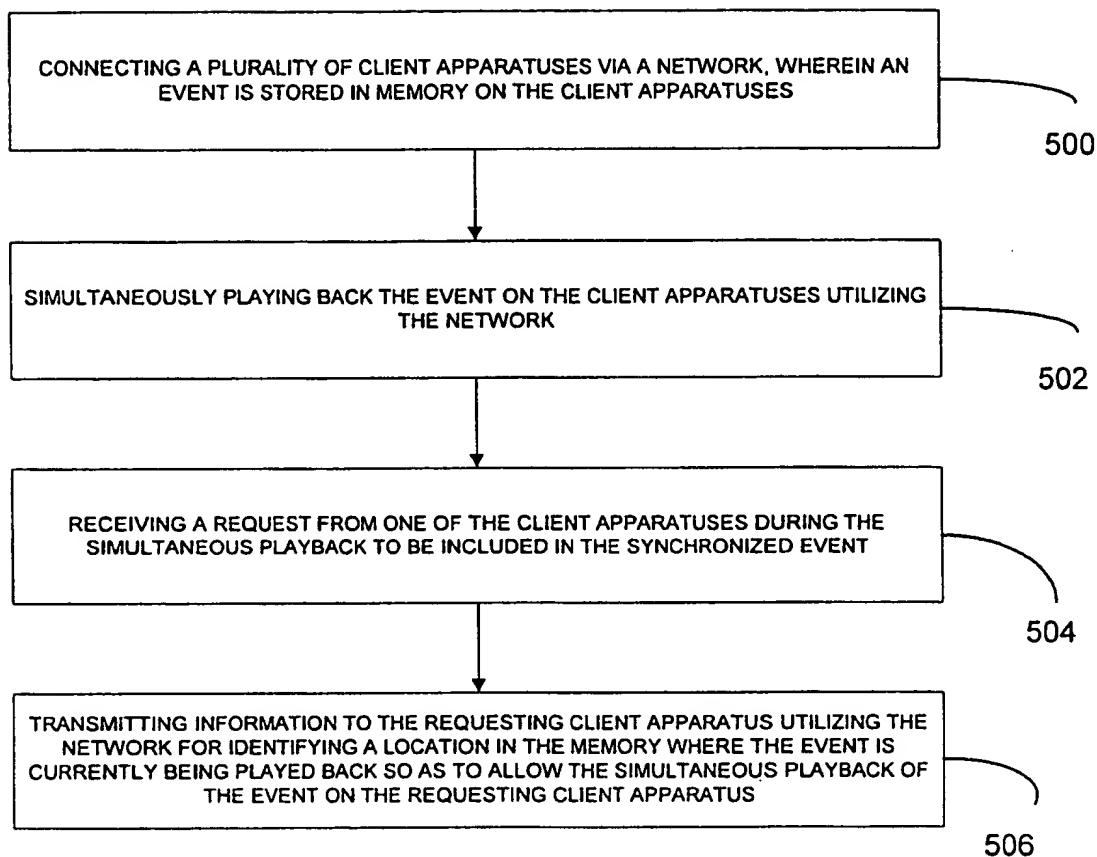 CONNECTING A PLURALITY OF CLIENT APPARATUSES VIA A NETWORK, WHEREIN AN
EVENT IS STORED IN MEMORY ON THE CLIENT APPARATUSES
500
SIMULTANEOUSLY PLAYING BACK THE EVENT ON THE CLIENT APPARATUSES UTILIZING
THE NETWORK
502
RECEIVING A REQUEST FROM ONE OF THE CLIENT APPARATUSES DURING THE
SIMULTANEOUS PLAYBACK TO BE INCLUDED IN THE SYNCHRONIZED EVENT
504
TRANSMITTING INFORMATION TO THE REQUESTING CLIENT APPARATUS UTILIZING THE
NETWORK FOR IDENTIFYING A LOCATION IN THE MEMORY WHERE THE EVENT IS
CURRENTLY BEING PLAYED BACK SO AS TO ALLOW THE SIMULTANEOUS PLAYBACK OF
THE EVENT ON THE REQUESTING CLIENT APPARATUS
506